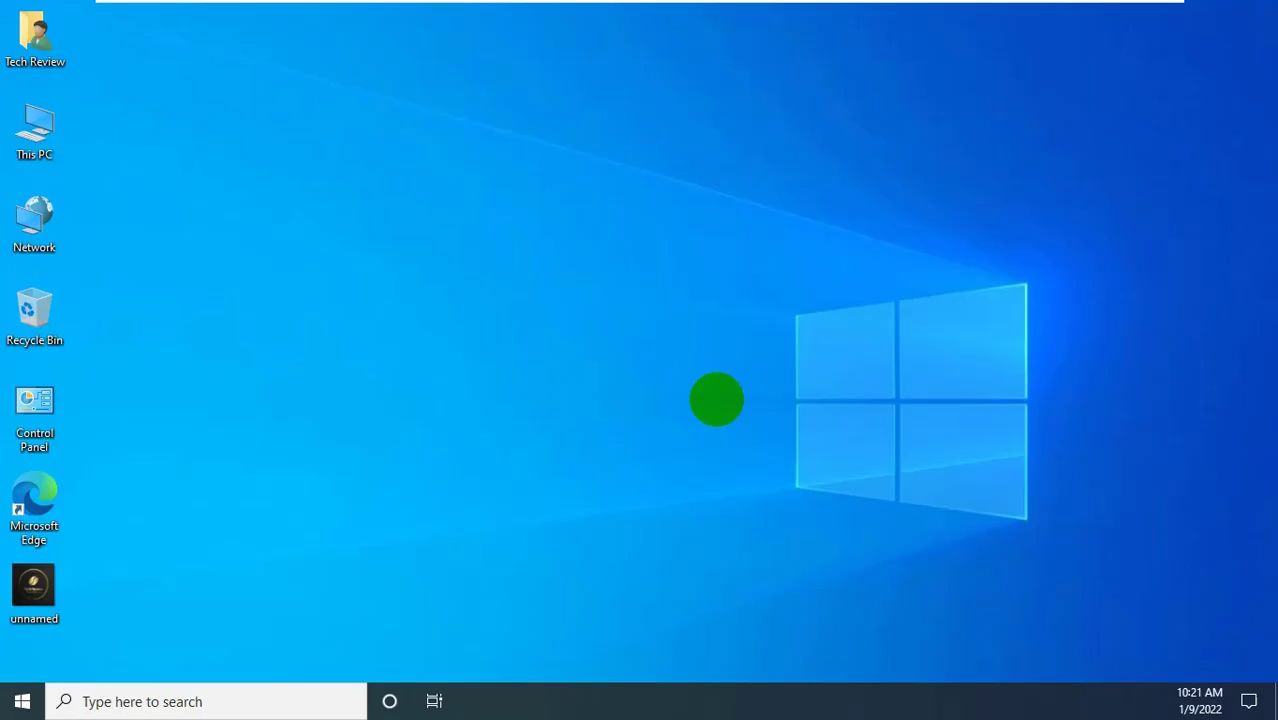 Tech Review
This PC
Network
Recycle Bin
Control
Panel
Microsoft
Edge
unnamed
Type here to search
10:21 AM
1/9/2022